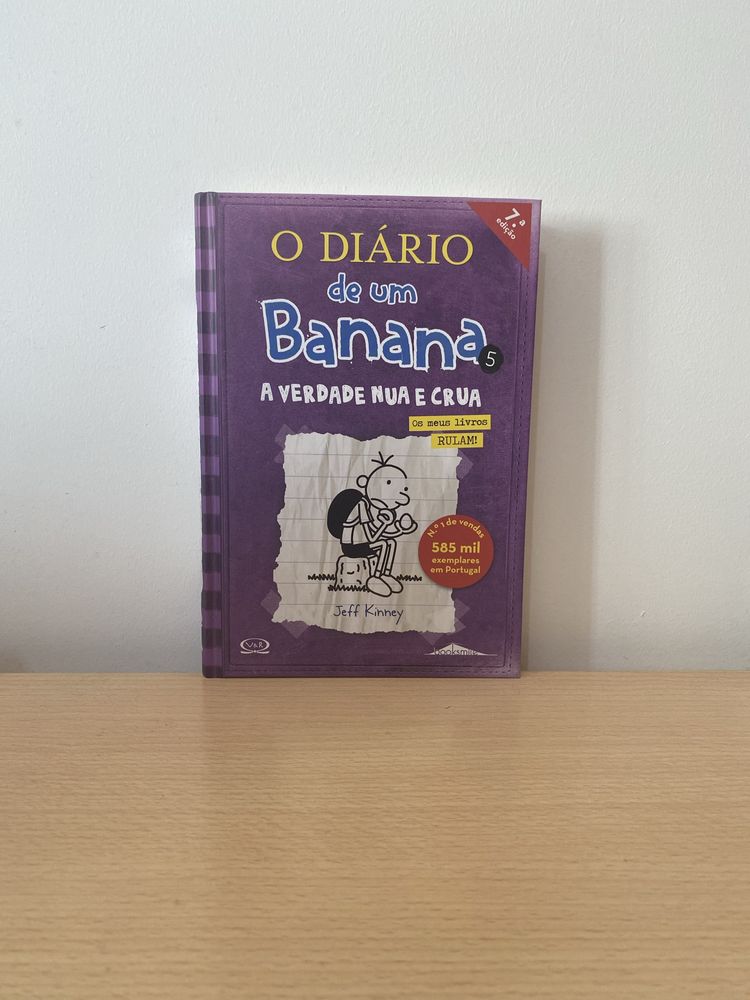 7.ª
edição
O DIÁRIO
de um
Banana
5
A VERDADE NUA E CRUA
Os meus livros
RULAM!
N.º 1 de vendas
585 mil
exemplares
em Portugal
Jeff Kinney
V&R
booksmile